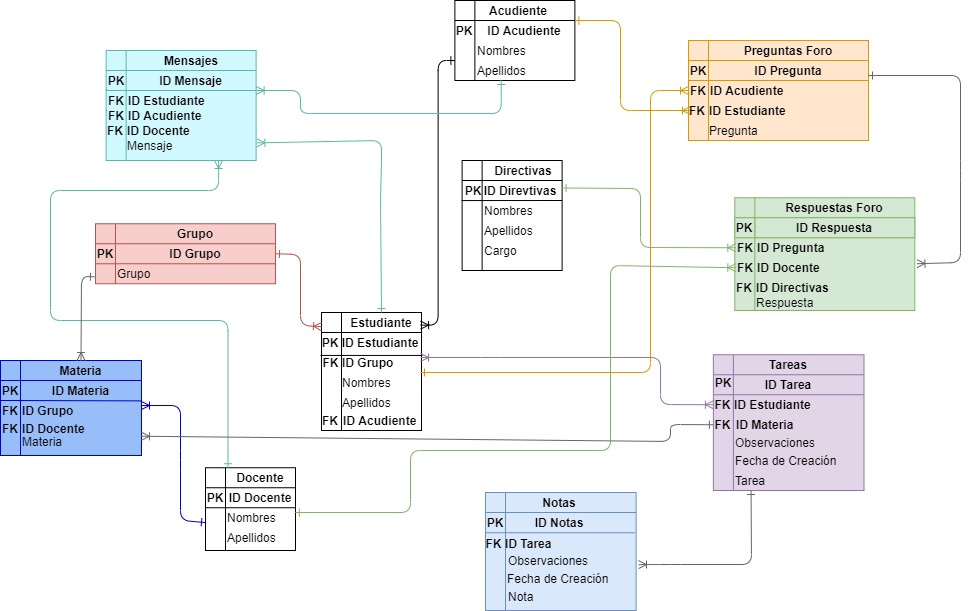 Acudiente
PK ID Acudiente
Nombres
Apellidos
Mensajes
PK ID Mensaje
FK ID Estudiante
FK ID Acudiente
FK ID Docente
Mensaje
Preguntas Foro
PK ID Pregunta
FK ID Acudiente
FK ID Estudiante
Pregunta
Directivas
PK ID Direvtivas
Nombres
Apellidos
Cargo
Respuestas Foro
PK ID Respuesta
FK ID Pregunta
FK ID Docente
FK ID Directivas
Respuesta
Grupo
PK ID Grupo
Grupo
Estudiante
PK ID Estudiante
FK ID Grupo
Nombres
Apellidos
FK ID Acudiente
Materia
PK ID Materia
FK ID Grupo
FK ID Docente
Materia
Tareas
PK ID Tarea
FK ID Estudiante
FK ID Materia
Observaciones
Fecha de Creación
Tarea
Docente
PK ID Docente
Nombres
Apellidos
Notas
PK ID Notas
FK ID Tarea
Observaciones
Fecha de Creación
Nota